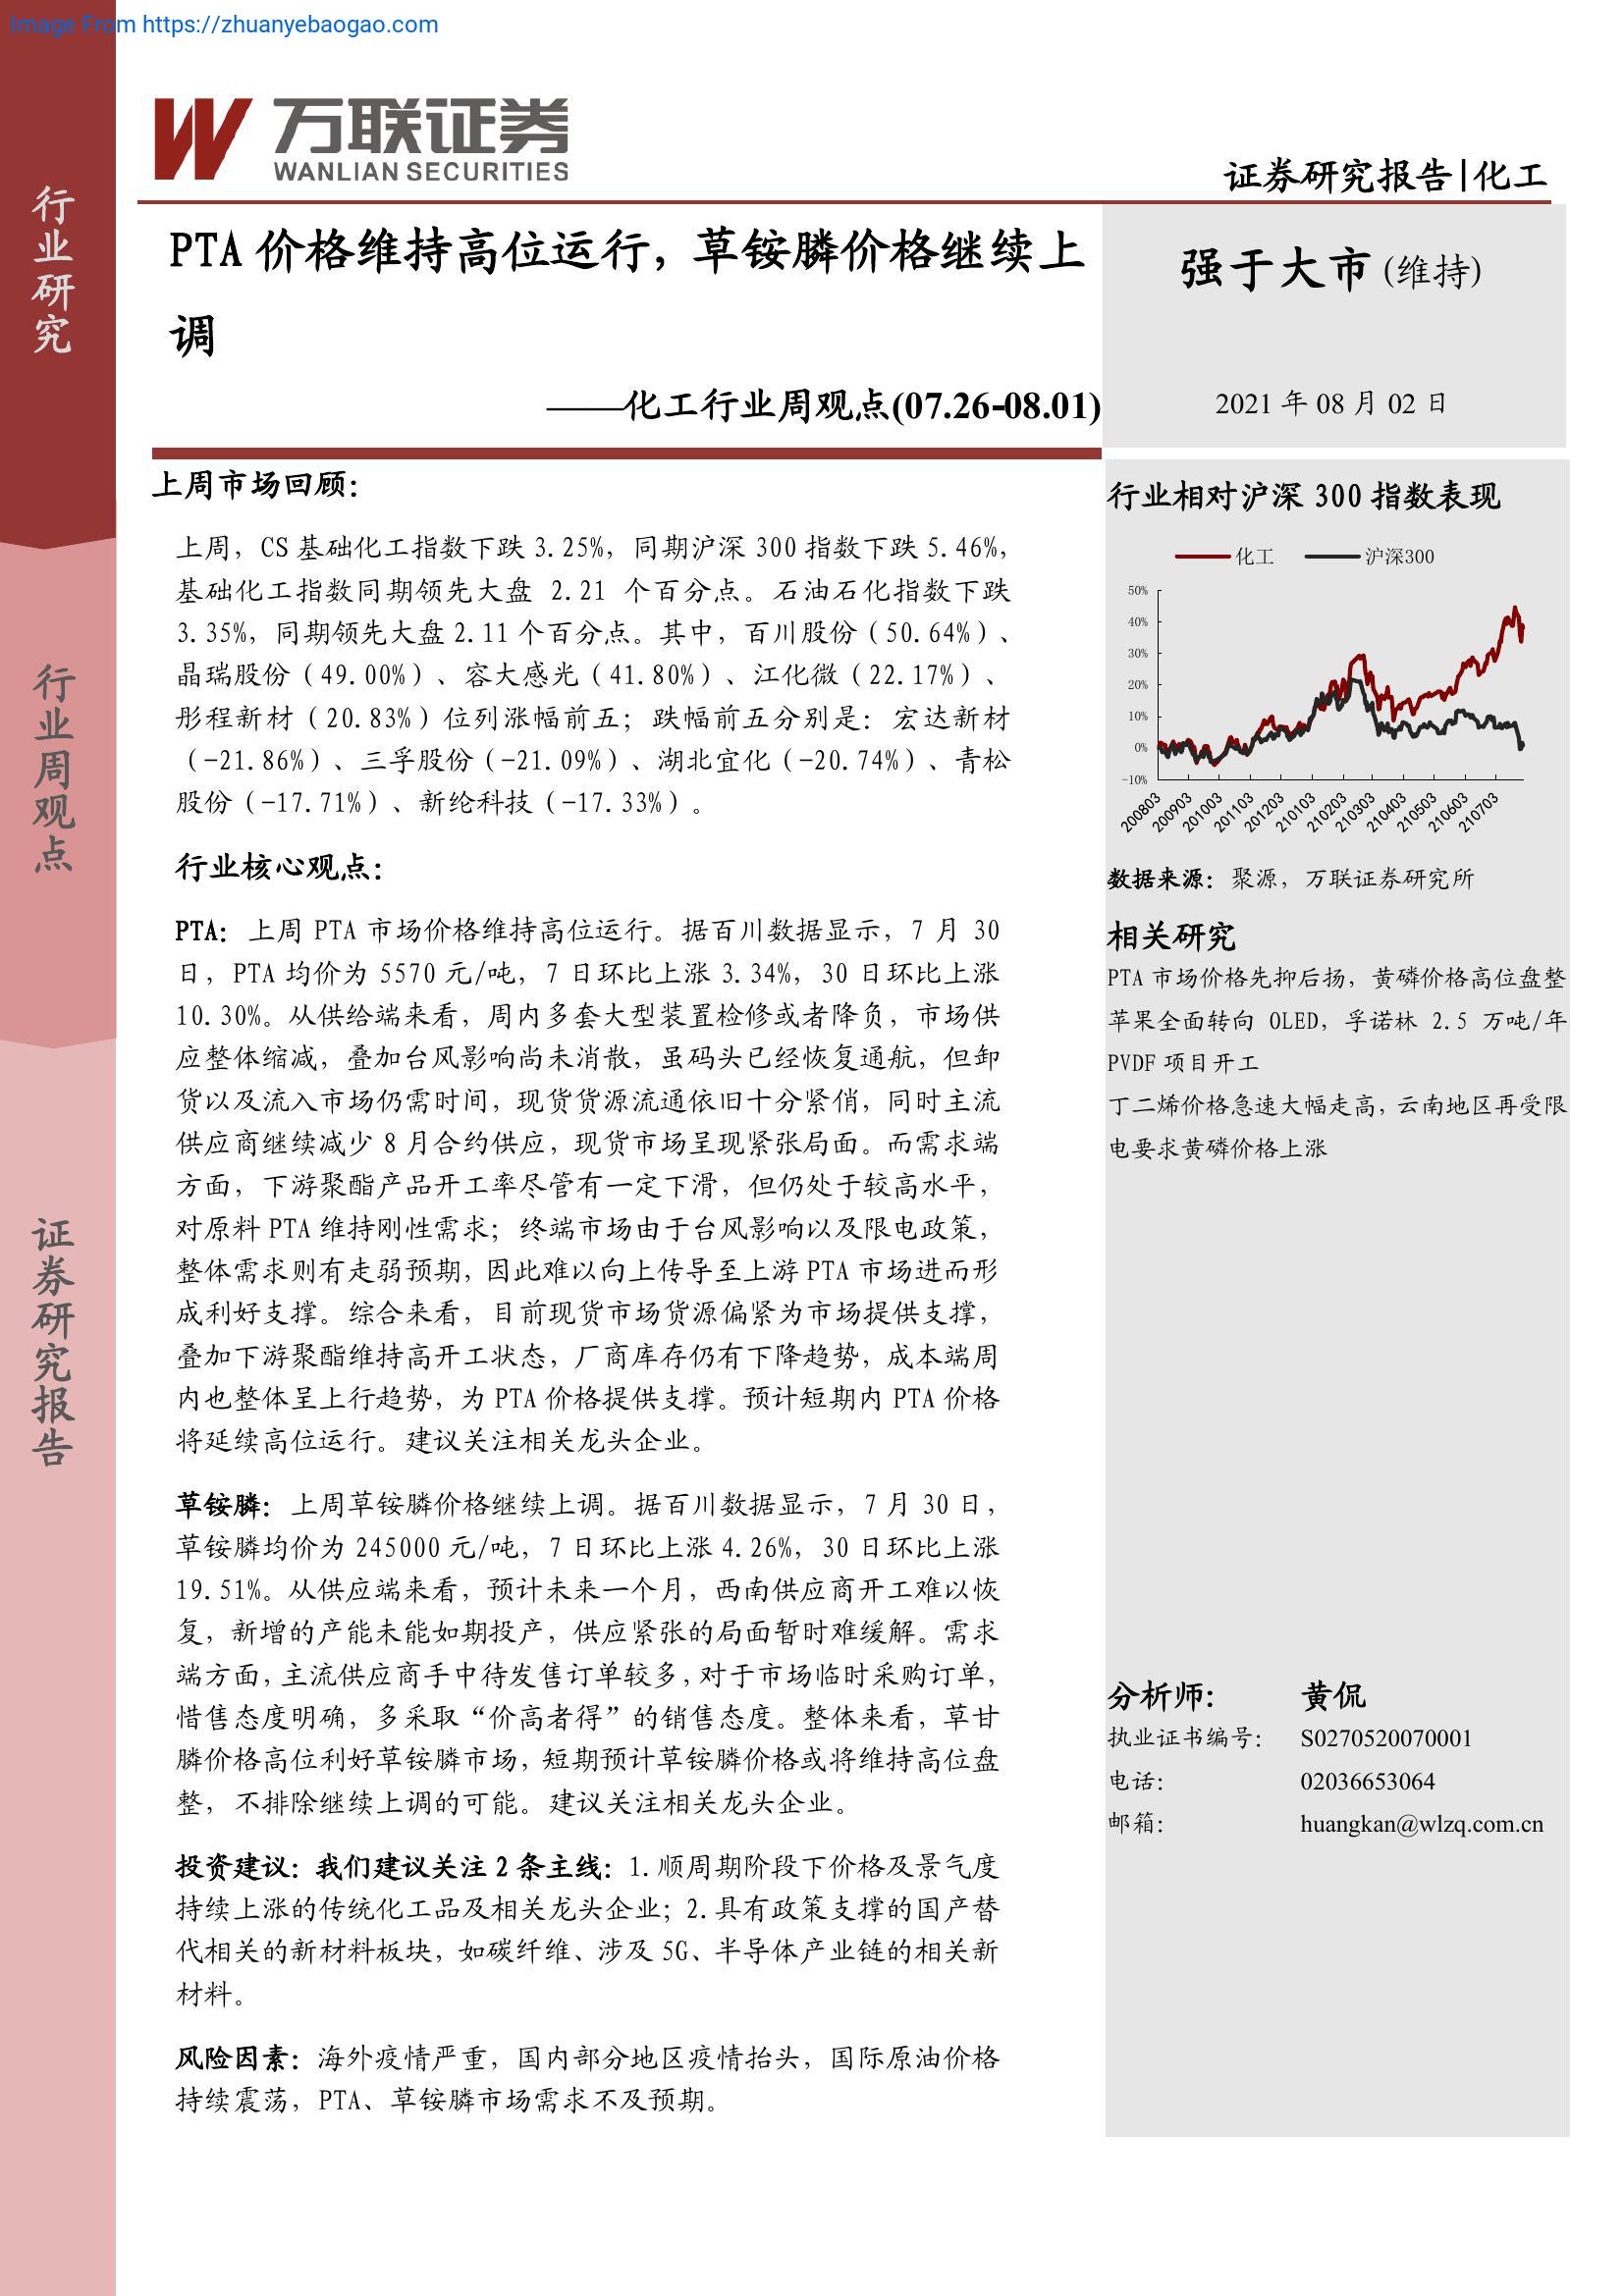 Image From https://zhuanyebaogao.com
万联证券
WANLIAN SECURITIES
证券研究报告|化工
行业研究
行业周观点
证券研究报告
PTA 价格维持高位运行，草铵膦价格继续上
调
——化工行业周观点(07.26-08.01)
强于大市 (维持)
2021 年 08 月 02 日
上周市场回顾：
上周，CS 基础化工指数下跌 3.25%，同期沪深 300 指数下跌 5.46%，
基础化工指数同期领先大盘 2.21 个百分点。石油石化指数下跌
3.35%，同期领先大盘 2.11 个百分点。其中，百川股份（50.64%）、
晶瑞股份（49.00%）、容大感光（41.80%）、江化微（22.17%）、
彤程新材（20.83%）位列涨幅前五；跌幅前五分别是：宏达新材
（-21.86%）、三孚股份（-21.09%）、湖北宜化（-20.74%）、青松
股份（-17.71%）、新纶科技（-17.33%）。
行业核心观点：
PTA：上周 PTA 市场价格维持高位运行。据百川数据显示，7 月 30
日，PTA 均价为 5570 元/吨，7 日环比上涨 3.34%，30 日环比上涨
10.30%。从供给端来看，周内多套大型装置检修或者降负，市场供
应整体缩减，叠加台风影响尚未消散，虽码头已经恢复通航，但卸
货以及流入市场仍需时间，现货货源流通依旧十分紧俏，同时主流
供应商继续减少 8 月合约供应，现货市场呈现紧张局面。而需求端
方面，下游聚酯产品开工率尽管有一定下滑，但仍处于较高水平，
对原料 PTA 维持刚性需求；终端市场由于台风影响以及限电政策，
整体需求则有走弱预期，因此难以向上传导至上游 PTA 市场进而形
成利好支撑。综合来看，目前现货市场货源偏紧为市场提供支撑，
叠加下游聚酯维持高开工状态，厂商库存仍有下降趋势，成本端周
内也整体呈上行趋势，为 PTA 价格提供支撑。预计短期内 PTA 价格
将延续高位运行。建议关注相关龙头企业。
草铵膦：上周草铵膦价格继续上调。据百川数据显示，7 月 30 日，
草铵膦均价为 245000 元/吨，7 日环比上涨 4.26%，30 日环比上涨
19.51%。从供应端来看，预计未来一个月，西南供应商开工难以恢
复，新增的产能未能如期投产，供应紧张的局面暂时难缓解。需求
端方面，主流供应商手中待发售订单较多，对于市场临时采购订单，
惜售态度明确，多采取“价高者得”的销售态度。整体来看，草甘
膦价格高位利好草铵膦市场，短期预计草铵膦价格或将维持高位盘
整，不排除继续上调的可能。建议关注相关龙头企业。
投资建议：我们建议关注 2 条主线：1. 顺周期阶段下价格及景气度
持续上涨的传统化工品及相关龙头企业；2. 具有政策支撑的国产替
代相关的新材料板块，如碳纤维、涉及 5G、半导体产业链的相关新
材料。
风险因素：海外疫情严重，国内部分地区疫情抬头，国际原油价格
持续震荡，PTA、草铵膦市场需求不及预期。
行业相对沪深 300 指数表现
化工 沪深300
50%
40%
30%
20%
10%
0%
-10%
200803 200903 201003 201103 201203 210103 210203 210303 210403 210503 210603 210703
数据来源：聚源，万联证券研究所
相关研究
PTA 市场价格先抑后扬，黄磷价格高位盘整
苹果全面转向 OLED，孚诺林 2.5 万吨/年
PVDF 项目开工
丁二烯价格急速大幅走高，云南地区再受限
电要求黄磷价格上涨
分析师： 黄侃
执业证书编号： S0270520070001
电话： 02036653064
邮箱： huangkan@wlzq.com.cn